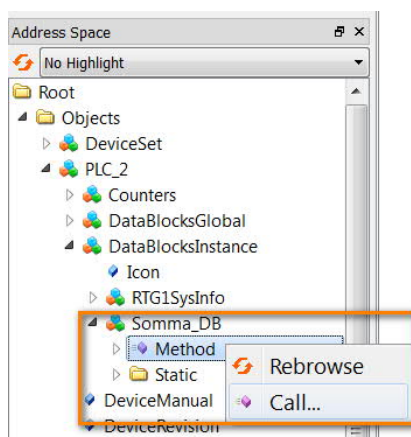 Address Space
No Highlight
Root
Objects
DeviceSet
PLC_2
Counters
DataBlocksGlobal
DataBlocksInstance
Icon
RTG1SysInfo
Somma_DB
Method
Rebrowse
Static
Call...
DeviceManual
DeviceRevision